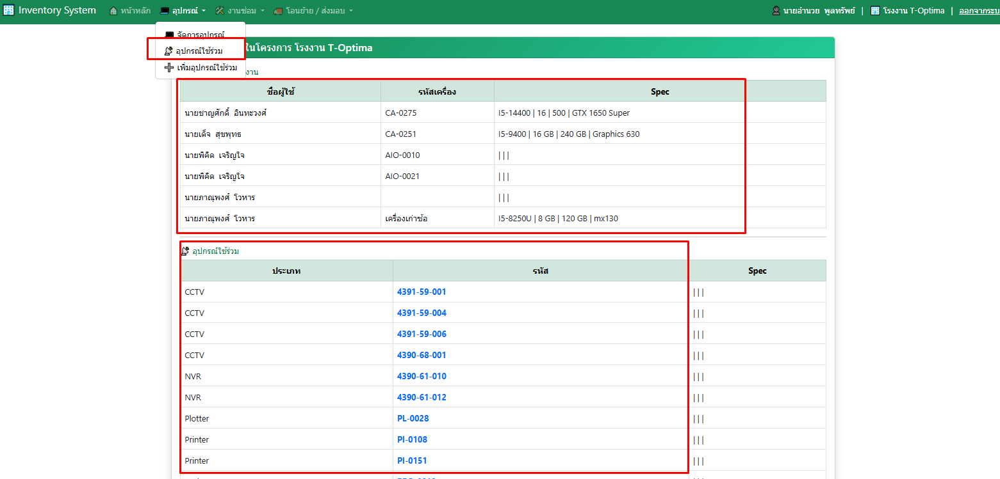 Inventory System หน้าหลัก อุปกรณ์ งานซ่อม โอนย้าย / ส่งมอบ นายอำนวย พูลทรัพย์ | โรงงาน T-Optima | ออกจากระบ
จัดการอุปกรณ์
อุปกรณ์ใช้ร่วม
เพิ่มอุปกรณ์ใช้ร่วม
ในโครงการ โรงงาน T-Optima
งาน
ชื่อผู้ใช้ รหัสเครื่อง Spec
นายชาญศักดิ์ อินทะวงศ์ CA-0275 I5-14400 | 16 | 500 | GTX 1650 Super
นายเด็จ สุขพุทธ CA-0251 I5-9400 | 16 GB | 240 GB | Graphics 630
นายพิคิด เจริญใจ AIO-0010 | | |
นายพิคิด เจริญใจ AIO-0021 | | |
นายภาณุพงศ์ โวหาร | | |
นายภาณุพงศ์ โวหาร เครื่องเก่าซ้อ I5-8250U | 8 GB | 120 GB | mx130
อุปกรณ์ใช้ร่วม
ประเภท รหัส Spec
CCTV 4391-59-001 | | |
CCTV 4391-59-004 | | |
CCTV 4391-59-006 | | |
CCTV 4390-68-001 | | |
NVR 4390-61-010 | | |
NVR 4390-61-012 | | |
Plotter PL-0028 | | |
Printer PI-0108 | | |
Printer PI-0151 | | |